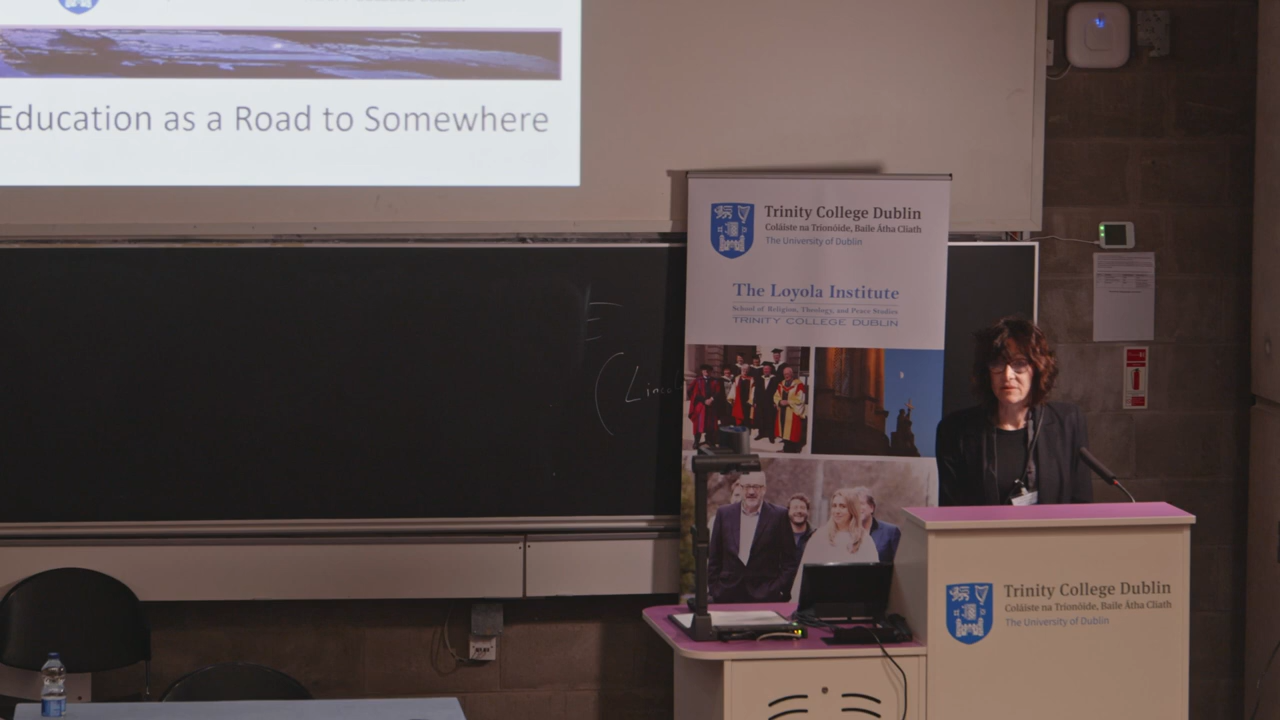 Education as a Road to Somewhere
Trinity College Dublin
Coláiste na Tríonóide, Baile Átha Cliath
The University of Dublin
The Loyola Institute
School of Religion, Theology, and Peace Studies
TRINITY COLLEGE DUBLIN
Trinity College Dublin
Coláiste na Tríonóide, Baile Átha Cliath
The University of Dublin